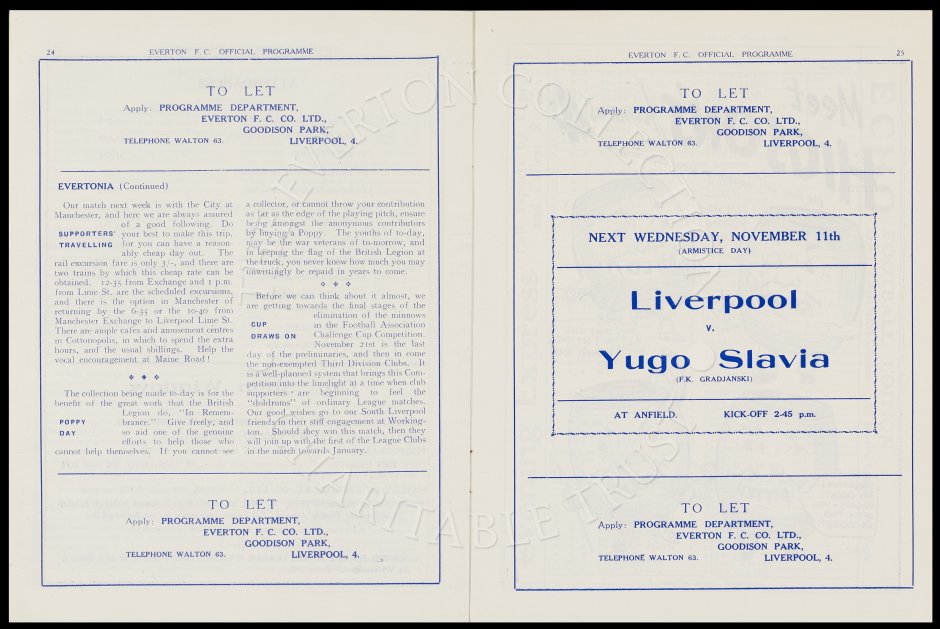 24
EVERTON F. C. OFFICIAL PROGRAMME
TO LET
Apply: PROGRAMME DEPARTMENT,
EVERTON F. C. CO. LTD.,
GOODISON PARK,
TELEPHONE WALTON 63. LIVERPOOL, 4.
EVERTONIA (Continued)
Our match next week is with the City at
Manchester, and here we are always assured
of a good following. Do
SUPPORTERS' your best to make this trip,
TRAVELLING for you can have a reason-
ably cheap day out. The
rail excursion fare is only 3/-, and there are
two trains by which this cheap rate can be
obtained. 12-35 from Exchange and 1 p.m.
from Lime St. are the scheduled excursions,
and there is the option in Manchester of
returning by the 6-35 or the 10-40 from
Manchester Exchange to Liverpool Lime St.
There are ample cafes and amusement centres
in Cottonopolis, in which to spend the extra
hours, and the usual shillings. Help the
vocal encouragement at Maine Road!
The collection being made to-day is for the
benefit of the great work that the British
Legion do, "In Remem-
POPPY brance." Give freely, and
DAY so aid one of the genuine
efforts to help those who
cannot help themselves. If you cannot see
a collector, or cannot throw your contribution
as far as the edge of the playing pitch, ensure
being amongst the anonymous contributors
by buying a Poppy. The youths of to-day,
may be the war veterans of to-morrow, and
in keeping the flag of the British Legion at
the truck, you never know how much you may
unwittingly be repaid in years to come.
Before we can think about it almost, we
are getting towards the final stages of the
elimination of the minnows
CUP in the Football Association
DRAWS ON Challenge Cup Competition.
November 21st is the last
day of the preliminaries, and then in come
the non-exempted Third Division Clubs. It
is a well-planned system that brings this Com-
petition into the limelight at a time when club
supporters are beginning to feel the
"doldrums" of ordinary League matches.
Our good wishes go to our South Liverpool
friends in their stiff engagement at Working-
ton. Should they win this match, then they
will join up with the first of the League Clubs
in the march towards January.
TO LET
Apply: PROGRAMME DEPARTMENT,
EVERTON F. C. CO. LTD.,
GOODISON PARK,
TELEPHONE WALTON 63. LIVERPOOL, 4.
EVERTON F. C. OFFICIAL PROGRAMME
25
TO LET
Apply: PROGRAMME DEPARTMENT,
EVERTON F. C. CO. LTD.,
GOODISON PARK,
TELEPHONE WALTON 63. LIVERPOOL, 4.
NEXT WEDNESDAY, NOVEMBER 11th
(ARMISTICE DAY)
Liverpool
v.
Yugo Slavia
(F.K. GRADJANSKI)
AT ANFIELD. KICK-OFF 2-45 p.m.
TO LET
Apply: PROGRAMME DEPARTMENT,
EVERTON F. C. CO. LTD.,
GOODISON PARK,
TELEPHONE WALTON 63. LIVERPOOL, 4.
THE EVERTON COLLECTION CHARITABLE TRUST